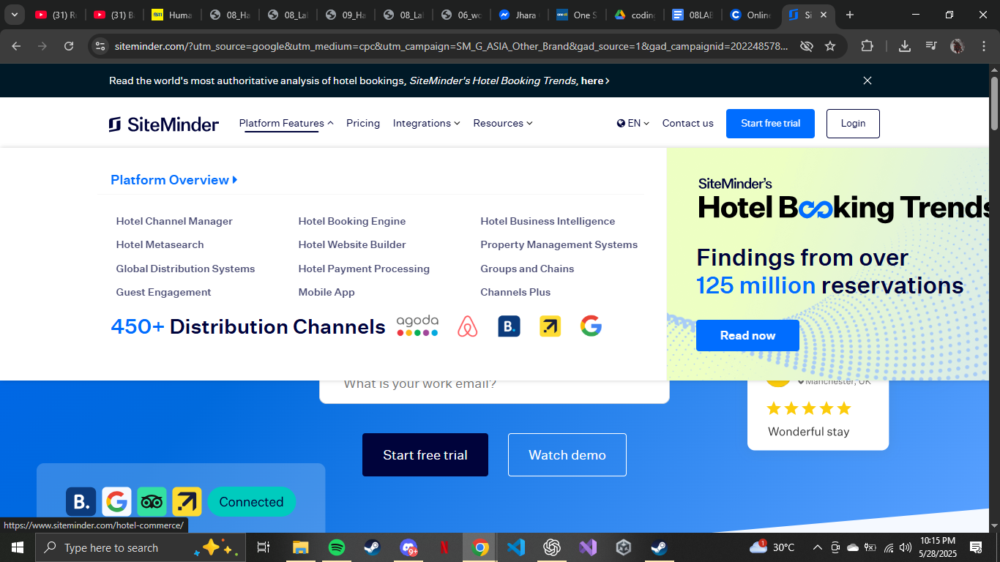 (31) R
(31) B
Huma
08_Ha
08_La
09_Ha
08_La
06_wo
Jhara
One S
coding
08LAB
Online
Si
siteminder.com/?utm_source=google&utm_medium=cpc&utm_campaign=SM_G_ASIA_Other_Brand&gad_source=1&gad_campaignid=202248578...
Read the world's most authoritative analysis of hotel bookings, SiteMinder's Hotel Booking Trends, here
SiteMinder
Platform Features
Pricing
Integrations
Resources
EN
Contact us
Start free trial
Login
Platform Overview
Hotel Channel Manager
Hotel Booking Engine
Hotel Business Intelligence
Hotel Metasearch
Hotel Website Builder
Property Management Systems
Global Distribution Systems
Hotel Payment Processing
Groups and Chains
Guest Engagement
Mobile App
Channels Plus
450+ Distribution Channels
agoda
B.
SiteMinder's
Hotel Booking Trends
Findings from over
125 million reservations
Read now
What is your work email?
Manchester, UK
Wonderful stay
Start free trial
Watch demo
B.
Connected
https://www.siteminder.com/hotel-commerce/
Type here to search
9+
1
30°C
10:15 PM
5/28/2025